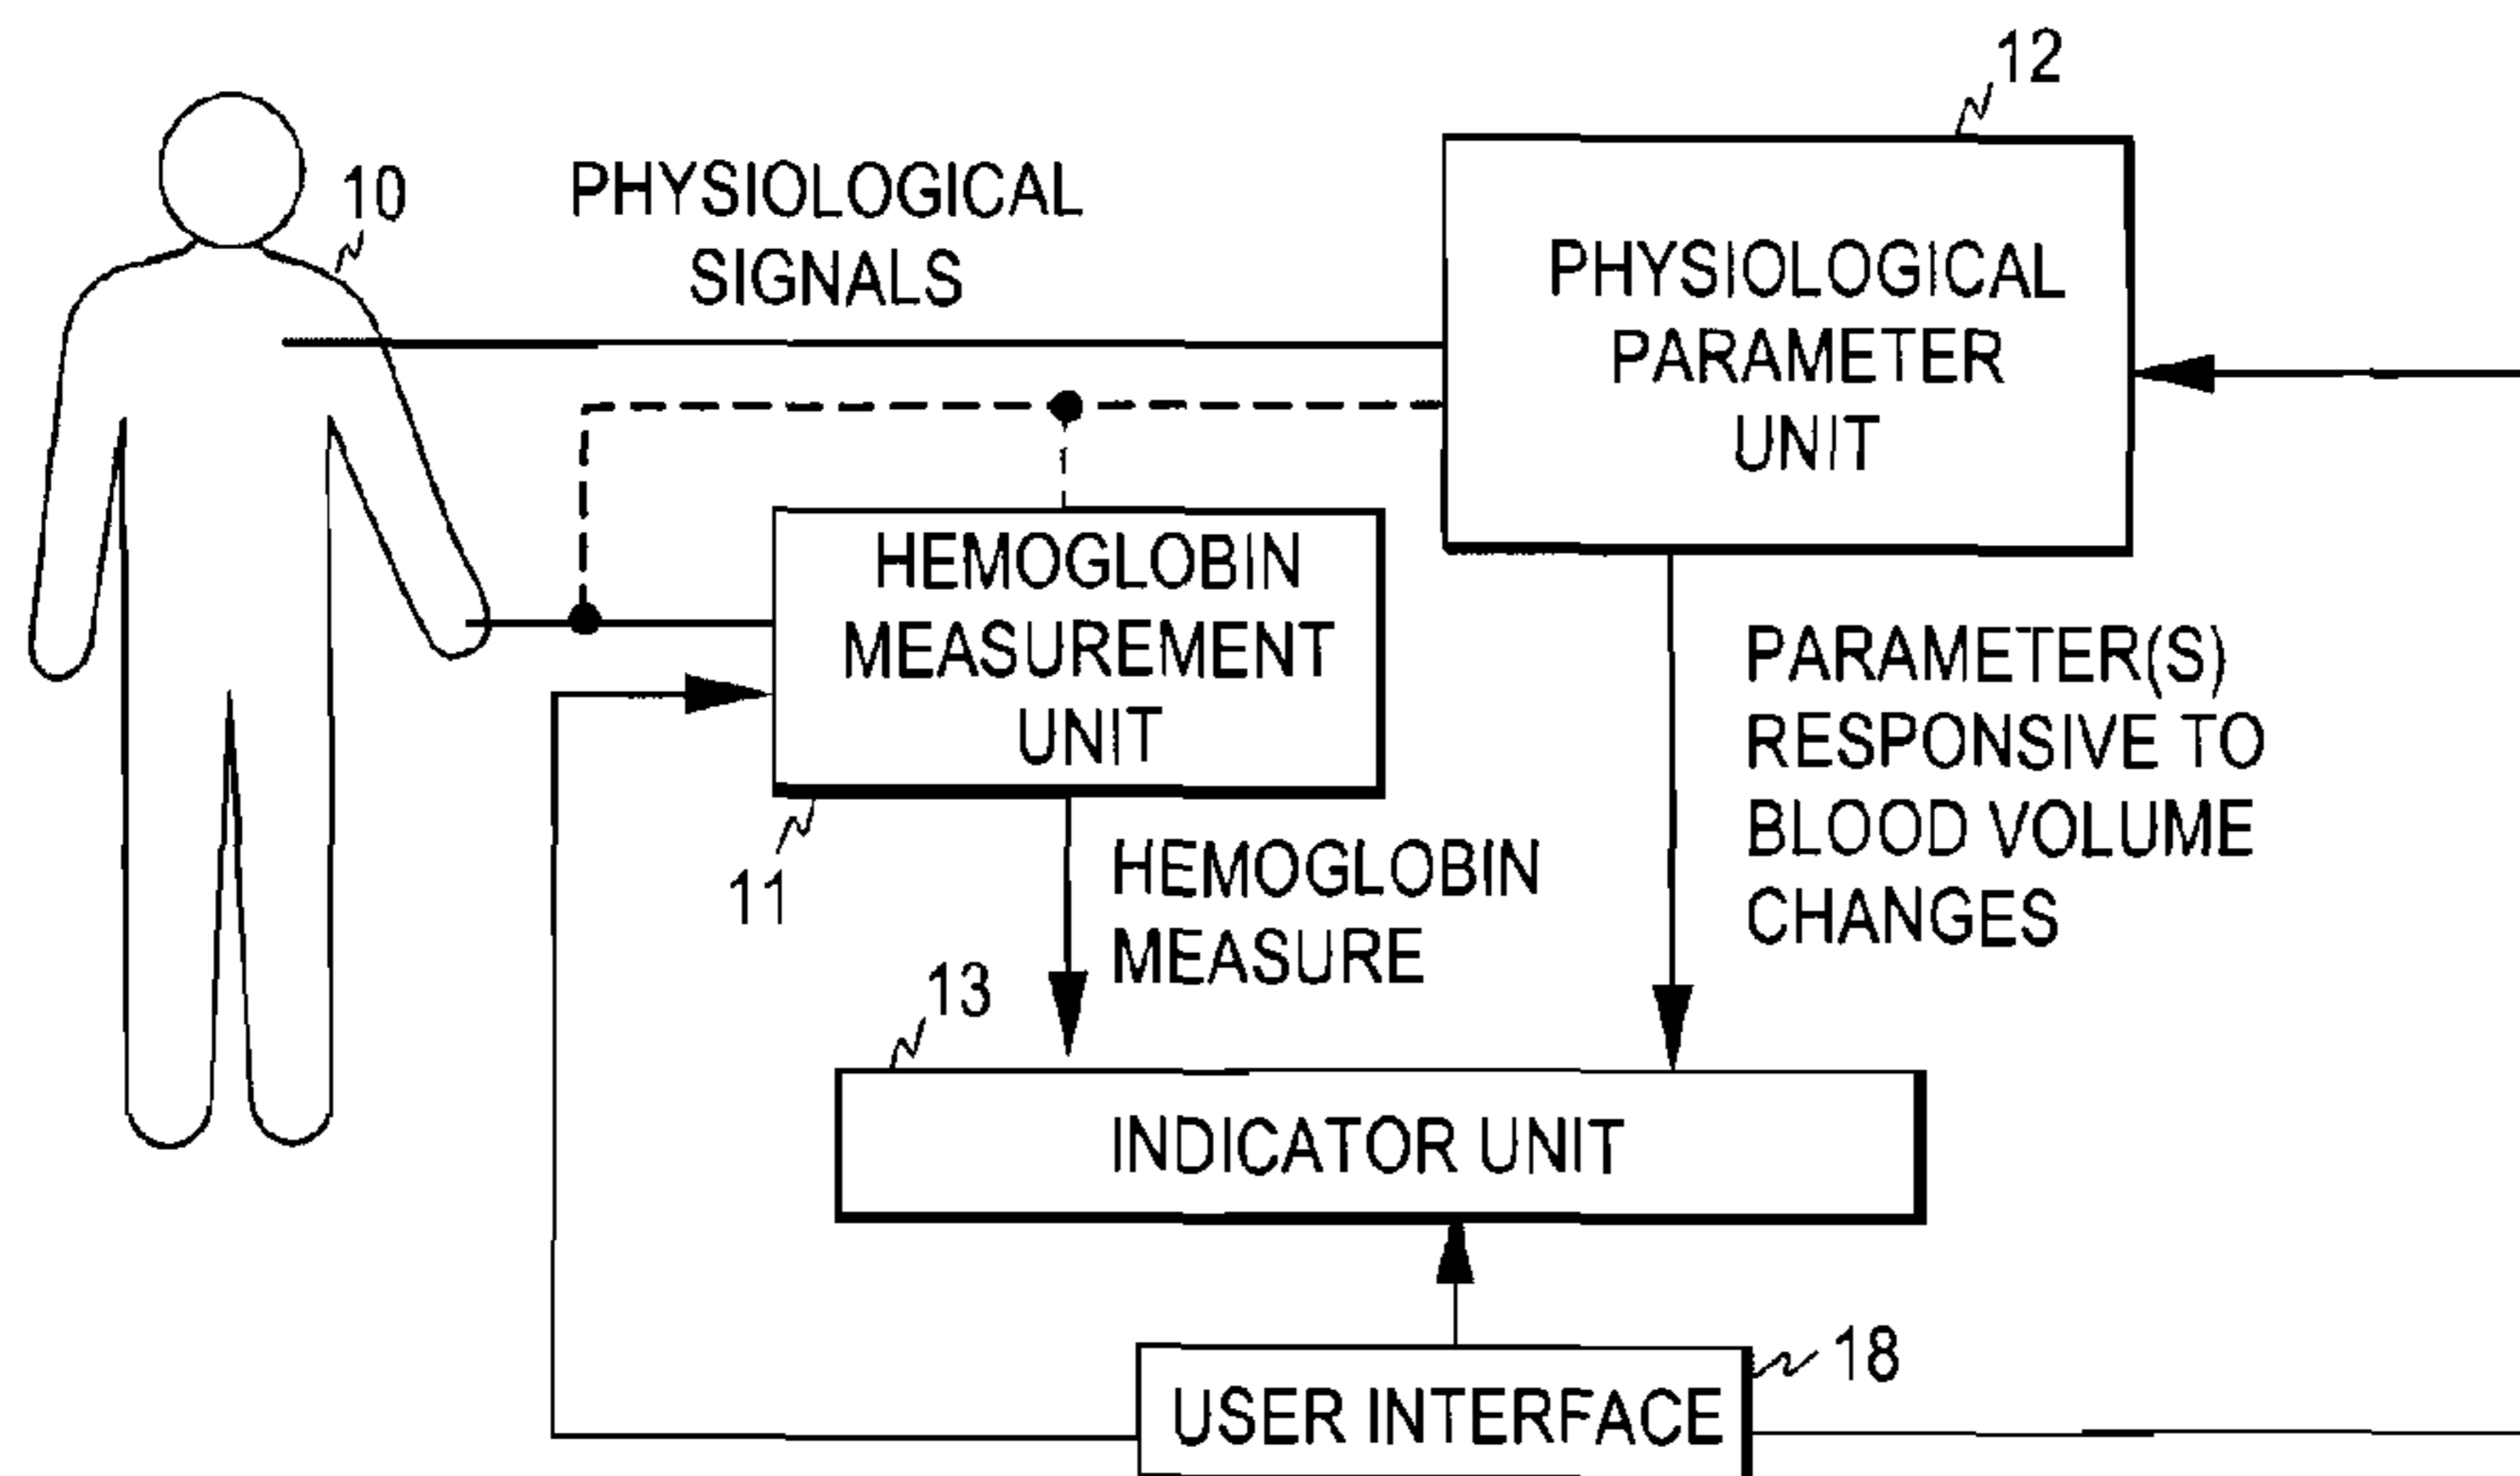 12
10
PHYSIOLOGICAL
SIGNALS
PHYSIOLOGICAL
PARAMETER
UNIT
HEMOGLOBIN
MEASUREMENT
UNIT
11
PARAMETER(S)
RESPONSIVE TO
BLOOD VOLUME
CHANGES
HEMOGLOBIN
MEASURE
13
INDICATOR UNIT
18
USER INTERFACE